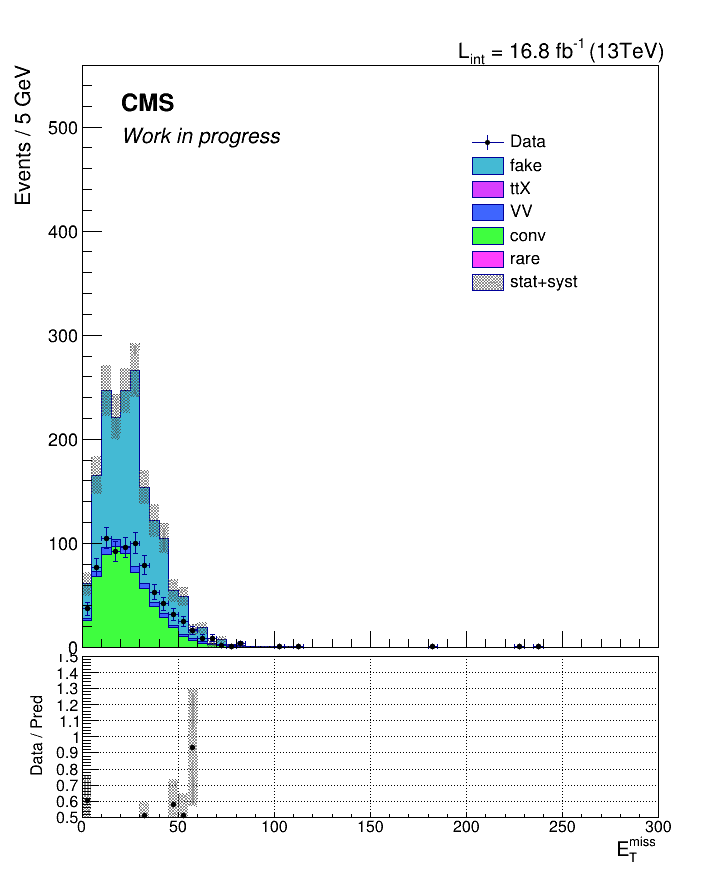 L_int = 16.8 fb^-1 (13TeV)
Events / 5 GeV
CMS
Work in progress
500
400
300
200
100
0
Data
fake
ttX
VV
conv
rare
stat+syst
Data / Pred
1.5
1.4
1.3
1.2
1.1
1
0.9
0.8
0.7
0.6
0.5
0 50 100 150 200 250 300
E_T^miss